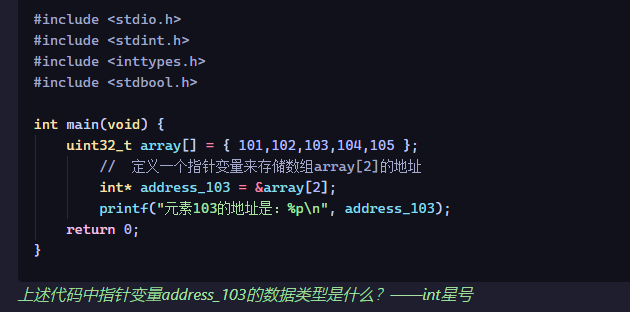 #include <stdio.h>
#include <stdint.h>
#include <inttypes.h>
#include <stdbool.h>
int main(void) {
uint32_t array[] = { 101,102,103,104,105 };
// 定义一个指针变量来存储数组array[2]的地址
int* address_103 = &array[2];
printf("元素103的地址是：%p\n", address_103);
return 0;
}
上述代码中指针变量address_103的数据类型是什么？——int星号